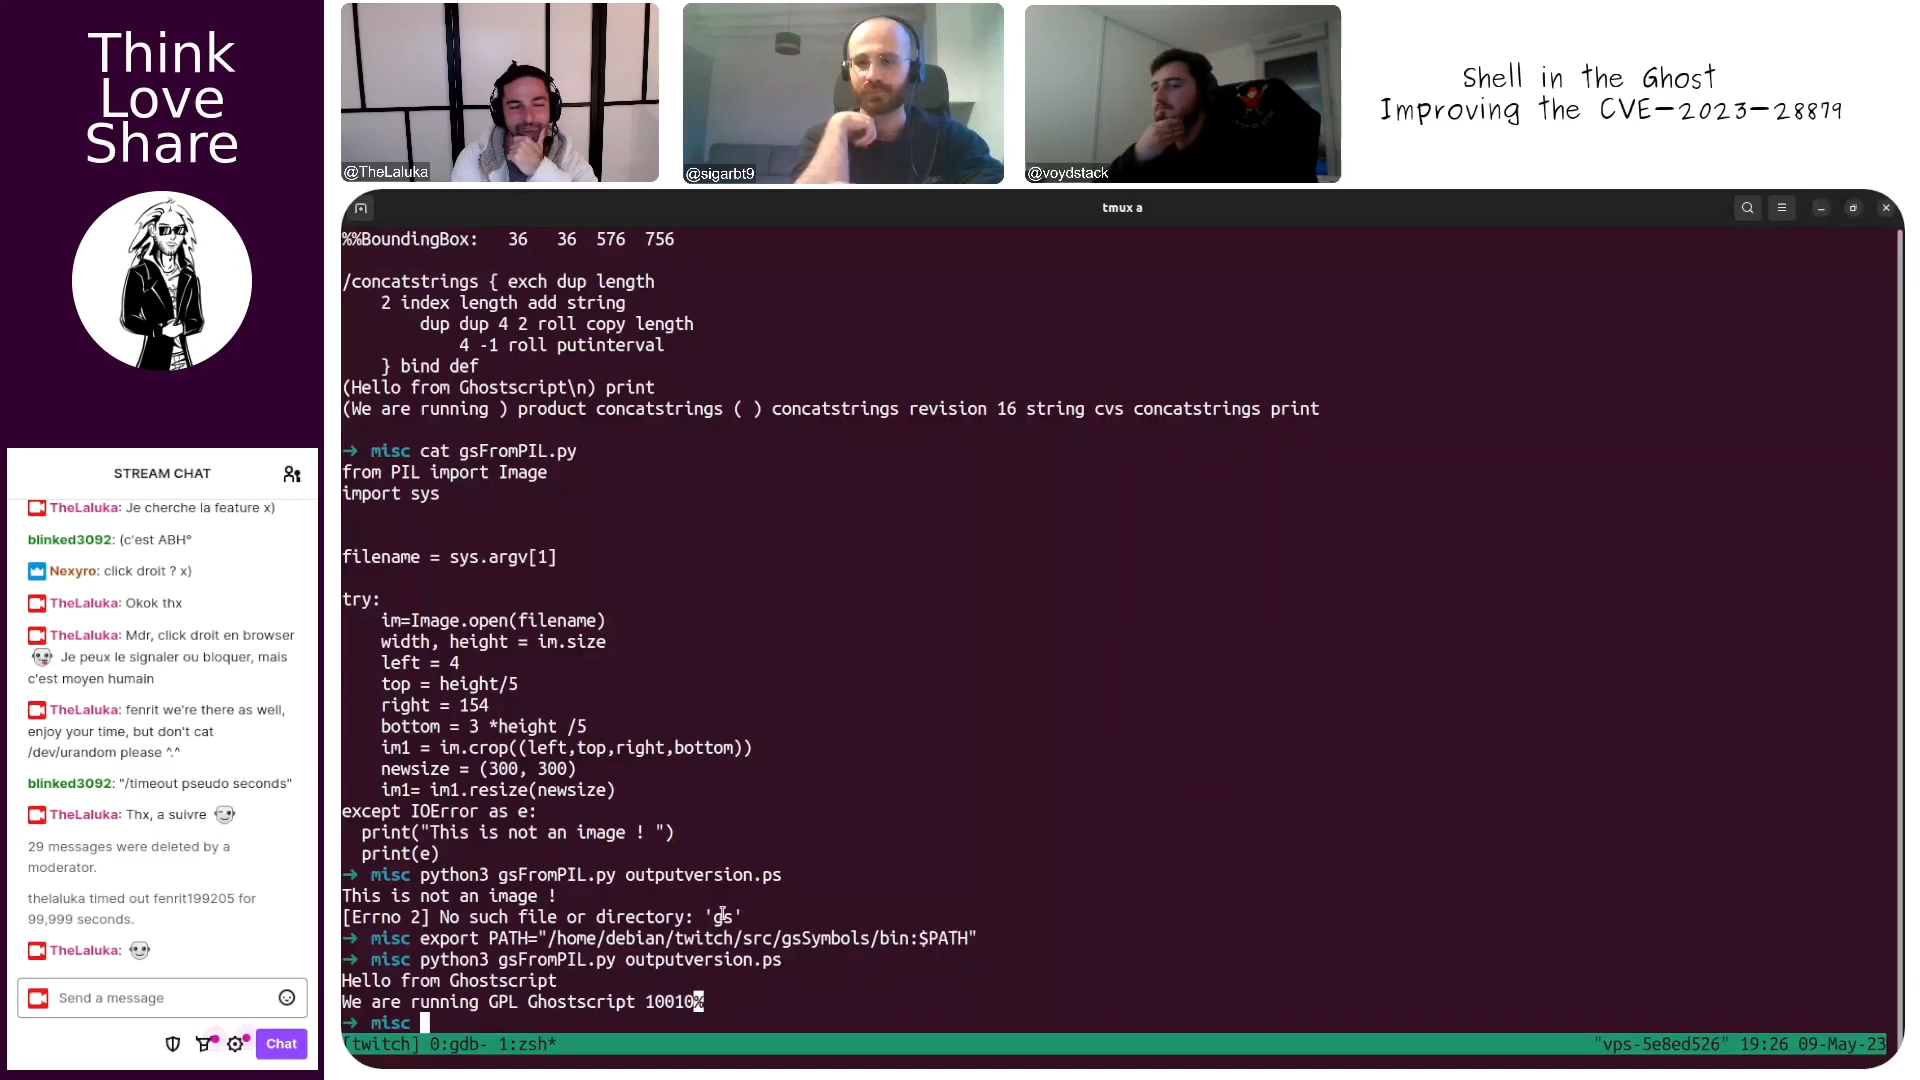 Think
Love
Share
@TheLaluka
@sigarbt9
@voydstack
Shell in the Ghost
Improving the CVE-2023-28879
tmux a
%%BoundingBox:   36   36  576  756
/concatstrings { exch dup length
    2 index length add string
        dup dup 4 2 roll copy length
            4 -1 roll putinterval
    } bind def
(Hello from Ghostscript\n) print
(We are running ) product concatstrings ( ) concatstrings revision 16 string cvs concatstrings print
→ misc cat gsFromPIL.py
from PIL import Image
import sys
filename = sys.argv[1]
try:
    im=Image.open(filename)
    width, height = im.size
    left = 4
    top = height/5
    right = 154
    bottom = 3 *height /5
    im1 = im.crop((left,top,right,bottom))
    newsize = (300, 300)
    im1= im1.resize(newsize)
except IOError as e:
  print("This is not an image ! ")
  print(e)
→ misc python3 gsFromPIL.py outputversion.ps
This is not an image !
[Errno 2] No such file or directory: 'gs'
→ misc export PATH="/home/debian/twitch/src/gsSymbols/bin:$PATH"
→ misc python3 gsFromPIL.py outputversion.ps
Hello from Ghostscript
We are running GPL Ghostscript 10010%
→ misc
[twitch] 0:gdb- 1:zsh*
"vps-5e8ed526" 19:26 09-May-23
STREAM CHAT
TheLaluka: Je cherche la feature x)
blinked3092: (c'est ABH°
Nexyro: click droit ? x)
TheLaluka: Okok thx
TheLaluka: Mdr, click droit en browser
Je peux le signaler ou bloquer, mais
c'est moyen humain
TheLaluka: fenrit we're there as well,
enjoy your time, but don't cat
/dev/urandom please ^.^
blinked3092: "/timeout pseudo seconds"
TheLaluka: Thx, a suivre
29 messages were deleted by a
moderator.
thelaluka timed out fenrit199205 for
99,999 seconds.
TheLaluka:
Send a message
Chat